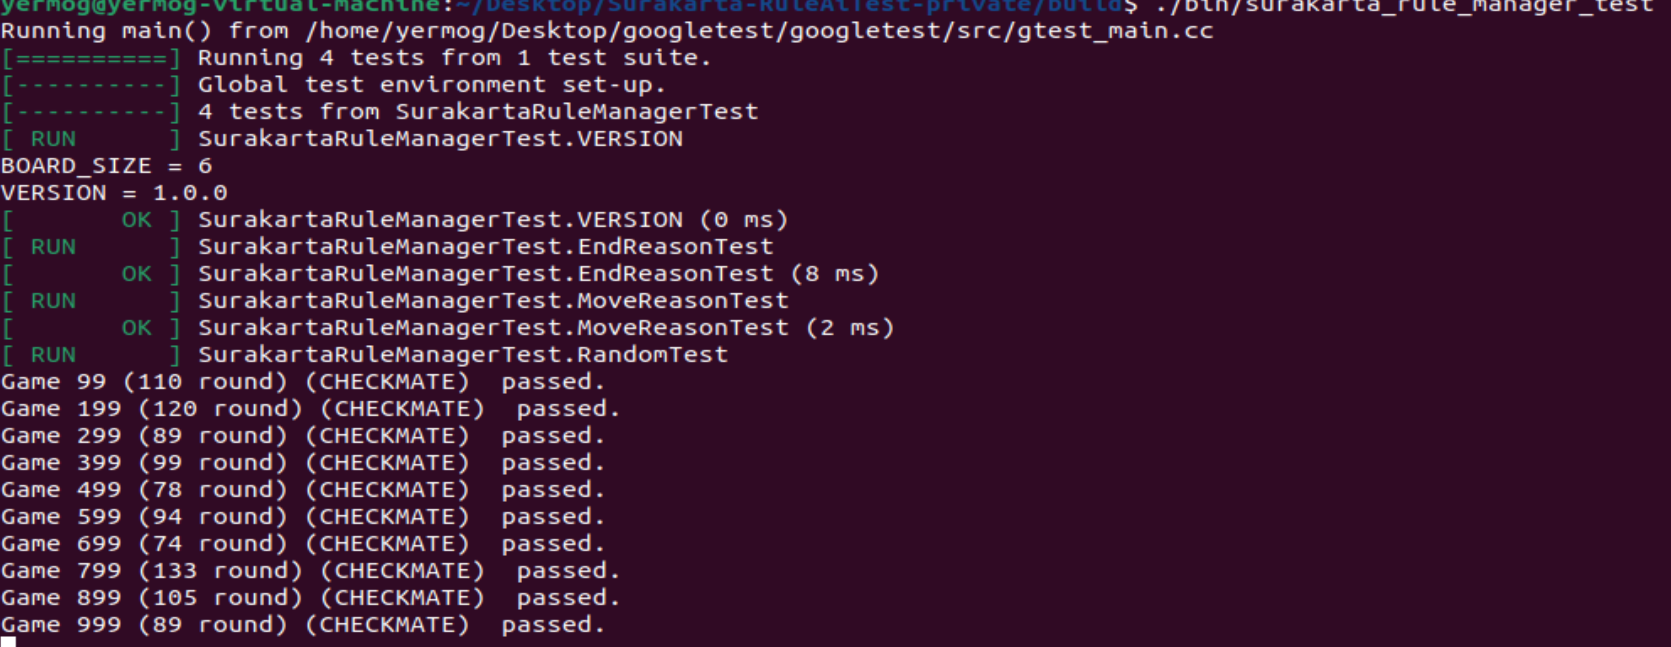 yermog@yermog-virtual-machine:~/Desktop/Surakarta-RuleAiTest-private/build$ ./bin/surakarta_rule_manager_test
Running main() from /home/yermog/Desktop/googletest/googletest/src/gtest_main.cc
[==========] Running 4 tests from 1 test suite.
[----------] Global test environment set-up.
[----------] 4 tests from SurakartaRuleManagerTest
[ RUN      ] SurakartaRuleManagerTest.VERSION
BOARD_SIZE = 6
VERSION = 1.0.0
[       OK ] SurakartaRuleManagerTest.VERSION (0 ms)
[ RUN      ] SurakartaRuleManagerTest.EndReasonTest
[       OK ] SurakartaRuleManagerTest.EndReasonTest (8 ms)
[ RUN      ] SurakartaRuleManagerTest.MoveReasonTest
[       OK ] SurakartaRuleManagerTest.MoveReasonTest (2 ms)
[ RUN      ] SurakartaRuleManagerTest.RandomTest
Game 99 (110 round) (CHECKMATE)  passed.
Game 199 (120 round) (CHECKMATE)  passed.
Game 299 (89 round) (CHECKMATE)  passed.
Game 399 (99 round) (CHECKMATE)  passed.
Game 499 (78 round) (CHECKMATE)  passed.
Game 599 (94 round) (CHECKMATE)  passed.
Game 699 (74 round) (CHECKMATE)  passed.
Game 799 (133 round) (CHECKMATE)  passed.
Game 899 (105 round) (CHECKMATE)  passed.
Game 999 (89 round) (CHECKMATE)  passed.